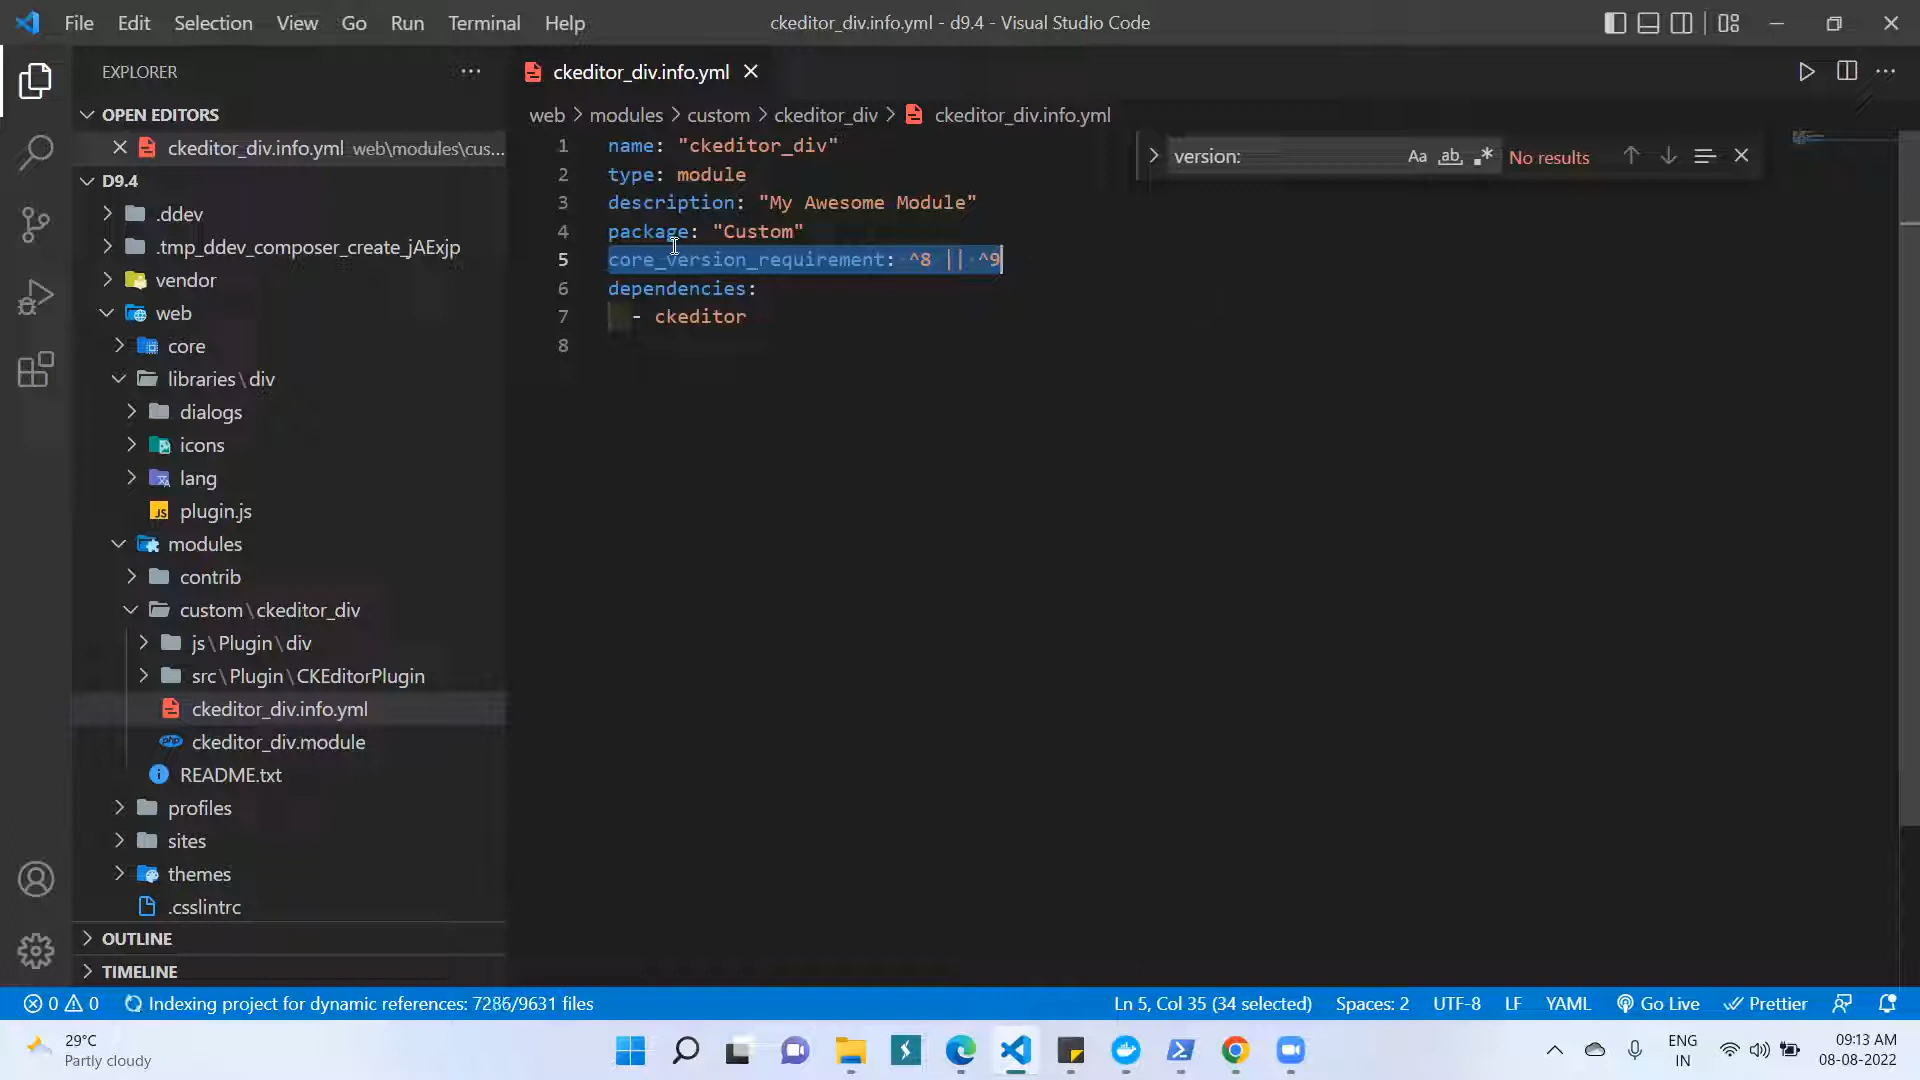 File Edit Selection View Go Run Terminal Help
ckeditor_div.info.yml - d9.4 - Visual Studio Code
EXPLORER
OPEN EDITORS
ckeditor_div.info.yml web\modules\cus...
D9.4
.ddev
.tmp_ddev_composer_create_jAExjp
vendor
web
core
libraries\div
dialogs
icons
lang
JS plugin.js
modules
contrib
custom\ckeditor_div
js\Plugin\div
src\Plugin\CKEditorPlugin
ckeditor_div.info.yml
php ckeditor_div.module
README.txt
profiles
sites
themes
.csslintrc
OUTLINE
TIMELINE
ckeditor_div.info.yml
web > modules > custom > ckeditor_div > ckeditor_div.info.yml
1 name: "ckeditor_div"
2 type: module
3 description: "My Awesome Module"
4 package: "Custom"
5 core_version_requirement: ^8 || ^9
6 dependencies:
7 - ckeditor
8
version: Aa ab .* No results
0 0 Indexing project for dynamic references: 7286/9631 files
Ln 5, Col 35 (34 selected) Spaces: 2 UTF-8 LF YAML Go Live Prettier
29°C
Partly cloudy
ENG
IN
09:13 AM
08-08-2022